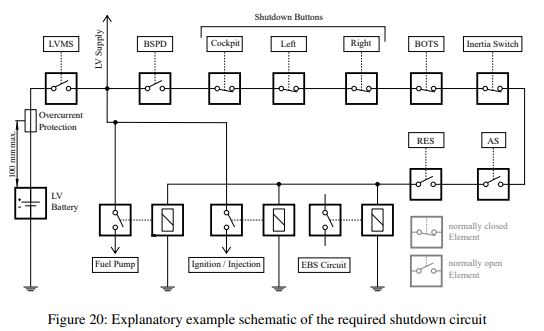 Shutdown Buttons
LVMS
LV Supply
BSPD
Cockpit
Left
Right
BOTS
Inertia Switch
Overcurrent
Protection
100 mm max.
RES
AS
LV
Battery
normally closed
Element
Fuel Pump
Ignition / Injection
EBS Circuit
normally open
Element
Figure 20: Explanatory example schematic of the required shutdown circuit